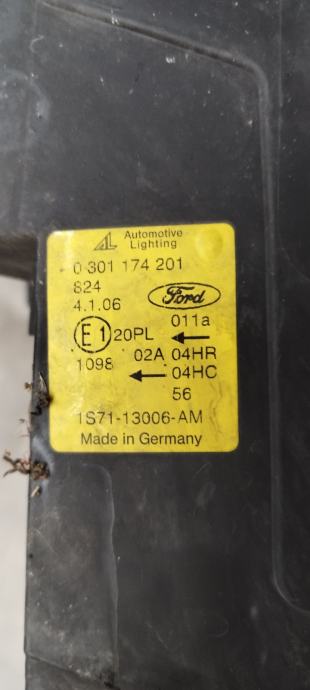 AL Automotive
Lighting
0 301 174 201
824
4.1.06 Ford
E1 20PL 011a ←
1098 02A 04HR
← 04HC
56
1S71-13006-AM
Made in Germany